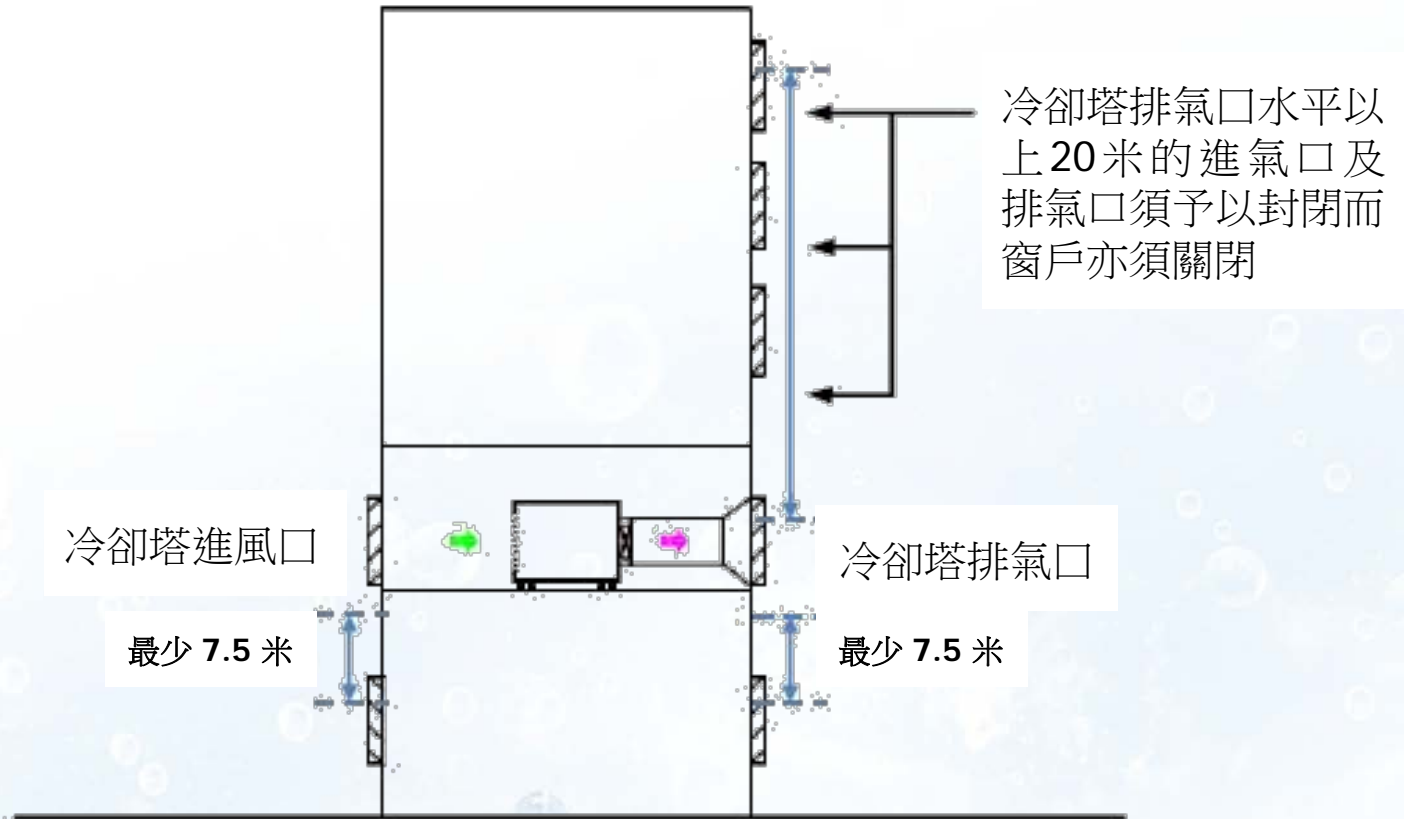 冷卻塔排氣口水平以
上20米的進氣口及
排氣口須予以封閉而
窗戶亦須關閉
冷卻塔進風口
冷卻塔排氣口
最少 7.5 米
最少 7.5 米